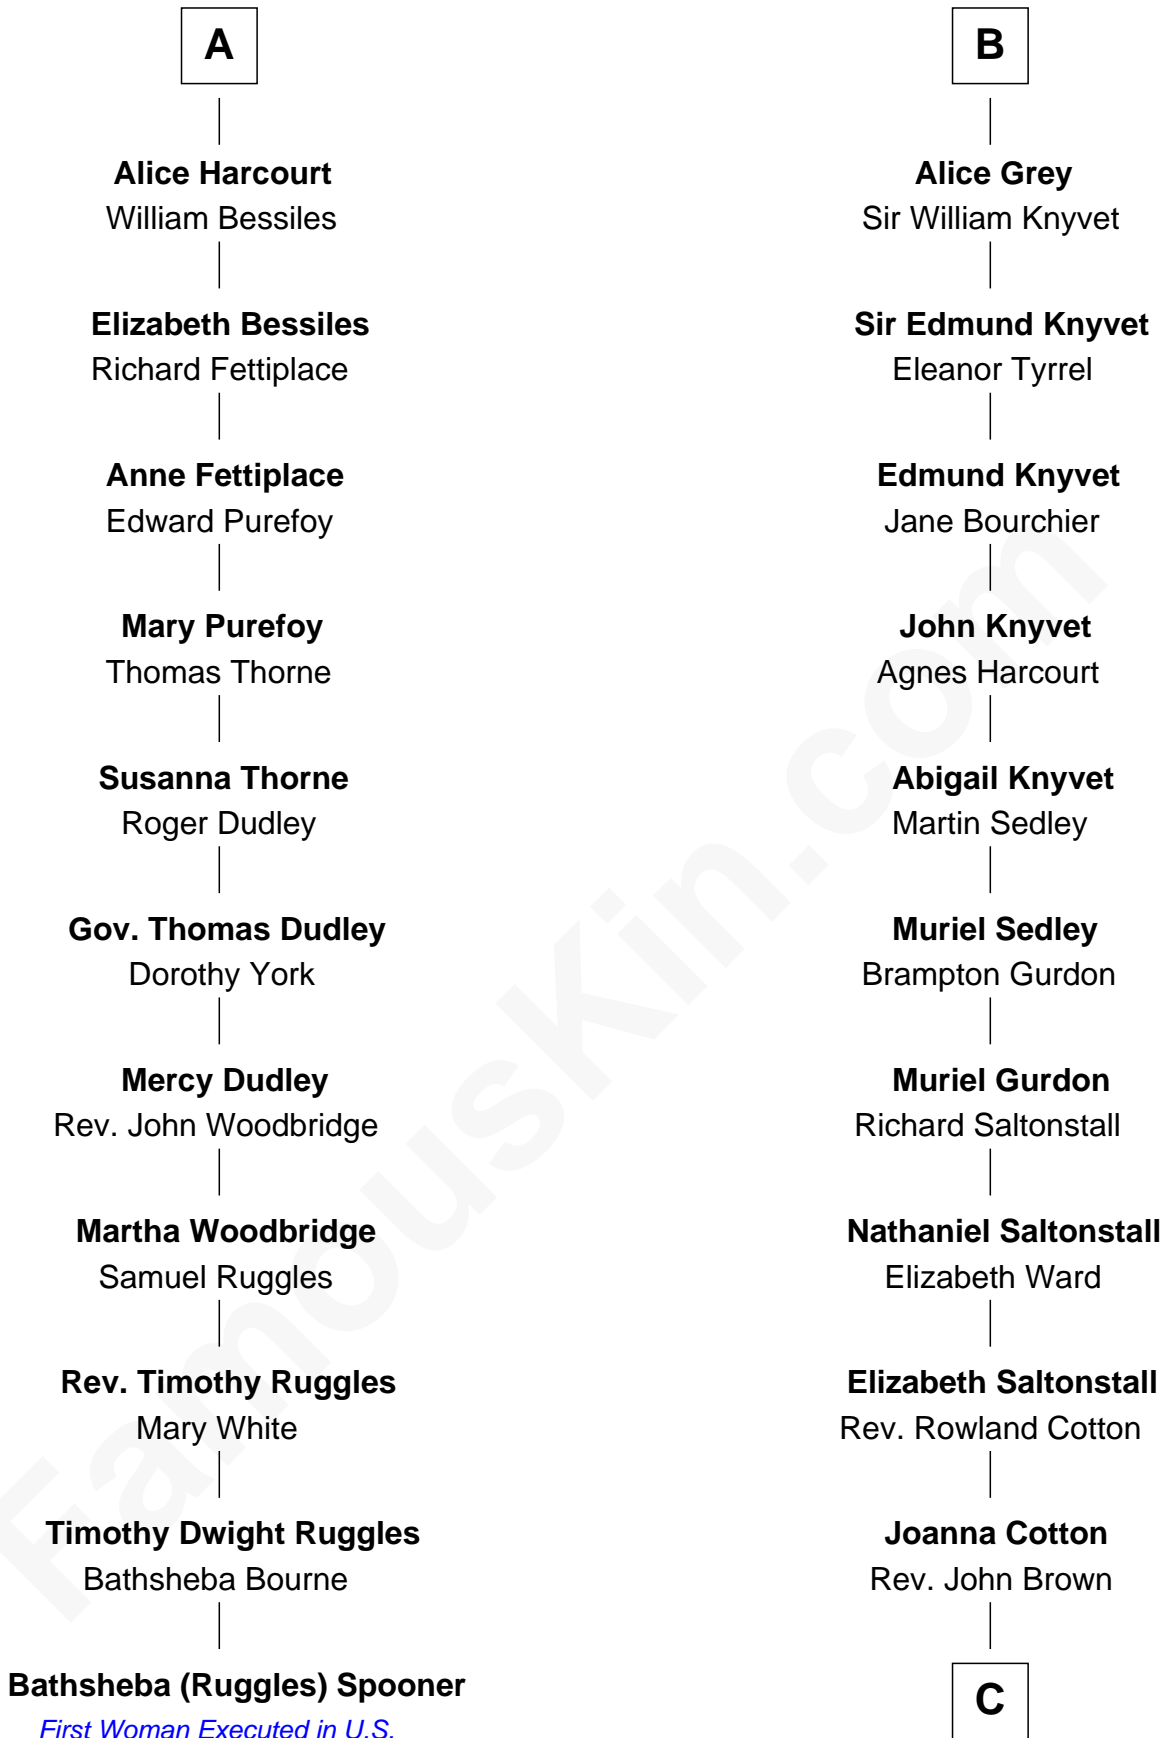 A
Alice Harcourt
William Bessiles
Elizabeth Bessiles
Richard Fettiplace
Anne Fettiplace
Edward Purefoy
Mary Purefoy
Thomas Thorne
Susanna Thorne
Roger Dudley
Gov. Thomas Dudley
Dorothy York
Mercy Dudley
Rev. John Woodbridge
Martha Woodbridge
Samuel Ruggles
Rev. Timothy Ruggles
Mary White
Timothy Dwight Ruggles
Bathsheba Bourne
Bathsheba (Ruggles) Spooner
First Woman Executed in U.S.
B
Alice Grey
Sir William Knyvet
Sir Edmund Knyvet
Eleanor Tyrrel
Edmund Knyvet
Jane Bourchier
John Knyvet
Agnes Harcourt
Abigail Knyvet
Martin Sedley
Muriel Sedley
Brampton Gurdon
Muriel Gurdon
Richard Saltonstall
Nathaniel Saltonstall
Elizabeth Ward
Elizabeth Saltonstall
Rev. Rowland Cotton
Joanna Cotton
Rev. John Brown
C
FamousKin.com